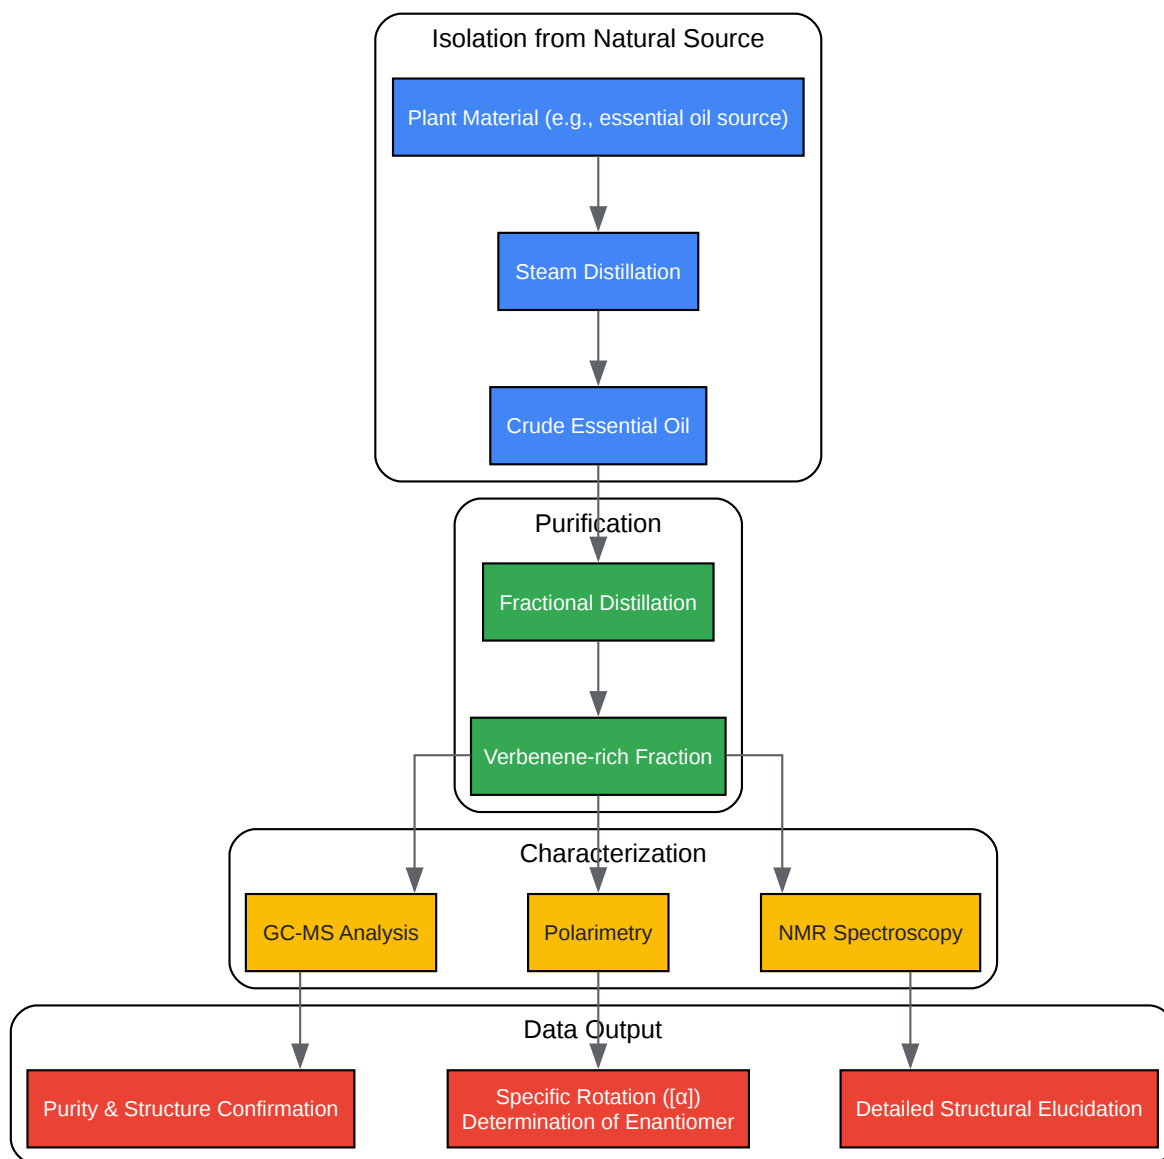 Isolation from Natural Source
Plant Material (e.g., essential oil source)
Steam Distillation
Crude Essential Oil
Purification
Fractional Distillation
Verbenene-rich Fraction
Characterization
GC-MS Analysis
Polarimetry
NMR Spectroscopy
Data Output
Purity & Structure Confirmation
Specific Rotation ([α])
Determination of Enantiomer
Detailed Structural Elucidation